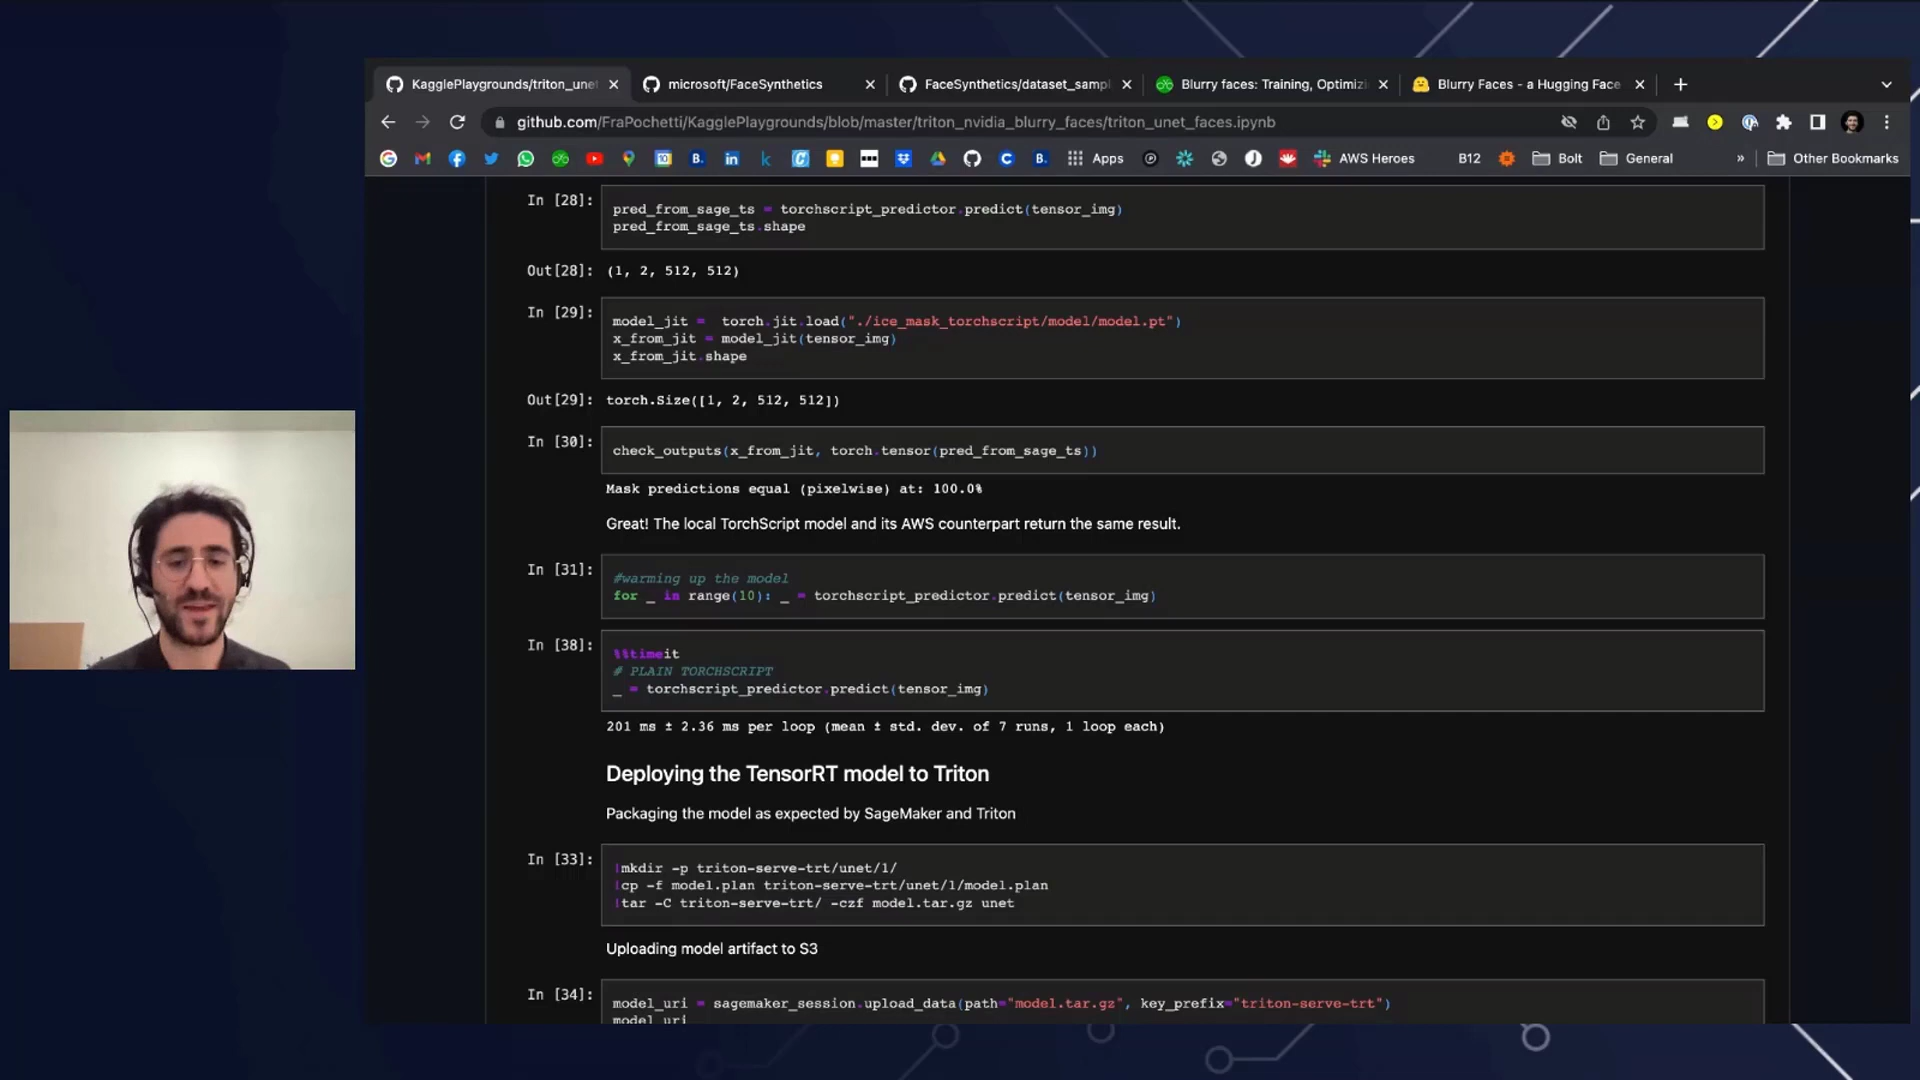 KagglePlaygrounds/triton_une
microsoft/FaceSynthetics
FaceSynthetics/dataset_sampl
Blurry faces: Training, Optimizi
Blurry Faces - a Hugging Face
github.com/FraPochetti/KagglePlaygrounds/blob/master/triton_nvidia_blurry_faces/triton_unet_faces.ipynb
Apps
AWS Heroes
B12
Bolt
General
»
Other Bookmarks
In [28]:
pred_from_sage_ts = torchscript_predictor.predict(tensor_img)
pred_from_sage_ts.shape
Out[28]: (1, 2, 512, 512)
In [29]:
model_jit =  torch.jit.load("./ice_mask_torchscript/model/model.pt")
x_from_jit = model_jit(tensor_img)
x_from_jit.shape
Out[29]: torch.Size([1, 2, 512, 512])
In [30]:
check_outputs(x_from_jit, torch.tensor(pred_from_sage_ts))
Mask predictions equal (pixelwise) at: 100.0%
Great! The local TorchScript model and its AWS counterpart return the same result.
In [31]:
#warming up the model
for _ in range(10): _ = torchscript_predictor.predict(tensor_img)
In [38]:
%%timeit
# PLAIN TORCHSCRIPT
_ = torchscript_predictor.predict(tensor_img)
201 ms ± 2.36 ms per loop (mean ± std. dev. of 7 runs, 1 loop each)
Deploying the TensorRT model to Triton
Packaging the model as expected by SageMaker and Triton
In [33]:
!mkdir -p triton-serve-trt/unet/1/
!cp -f model.plan triton-serve-trt/unet/1/model.plan
!tar -C triton-serve-trt/ -czf model.tar.gz unet
Uploading model artifact to S3
In [34]:
model_uri = sagemaker_session.upload_data(path="model.tar.gz", key_prefix="triton-serve-trt")
model_uri